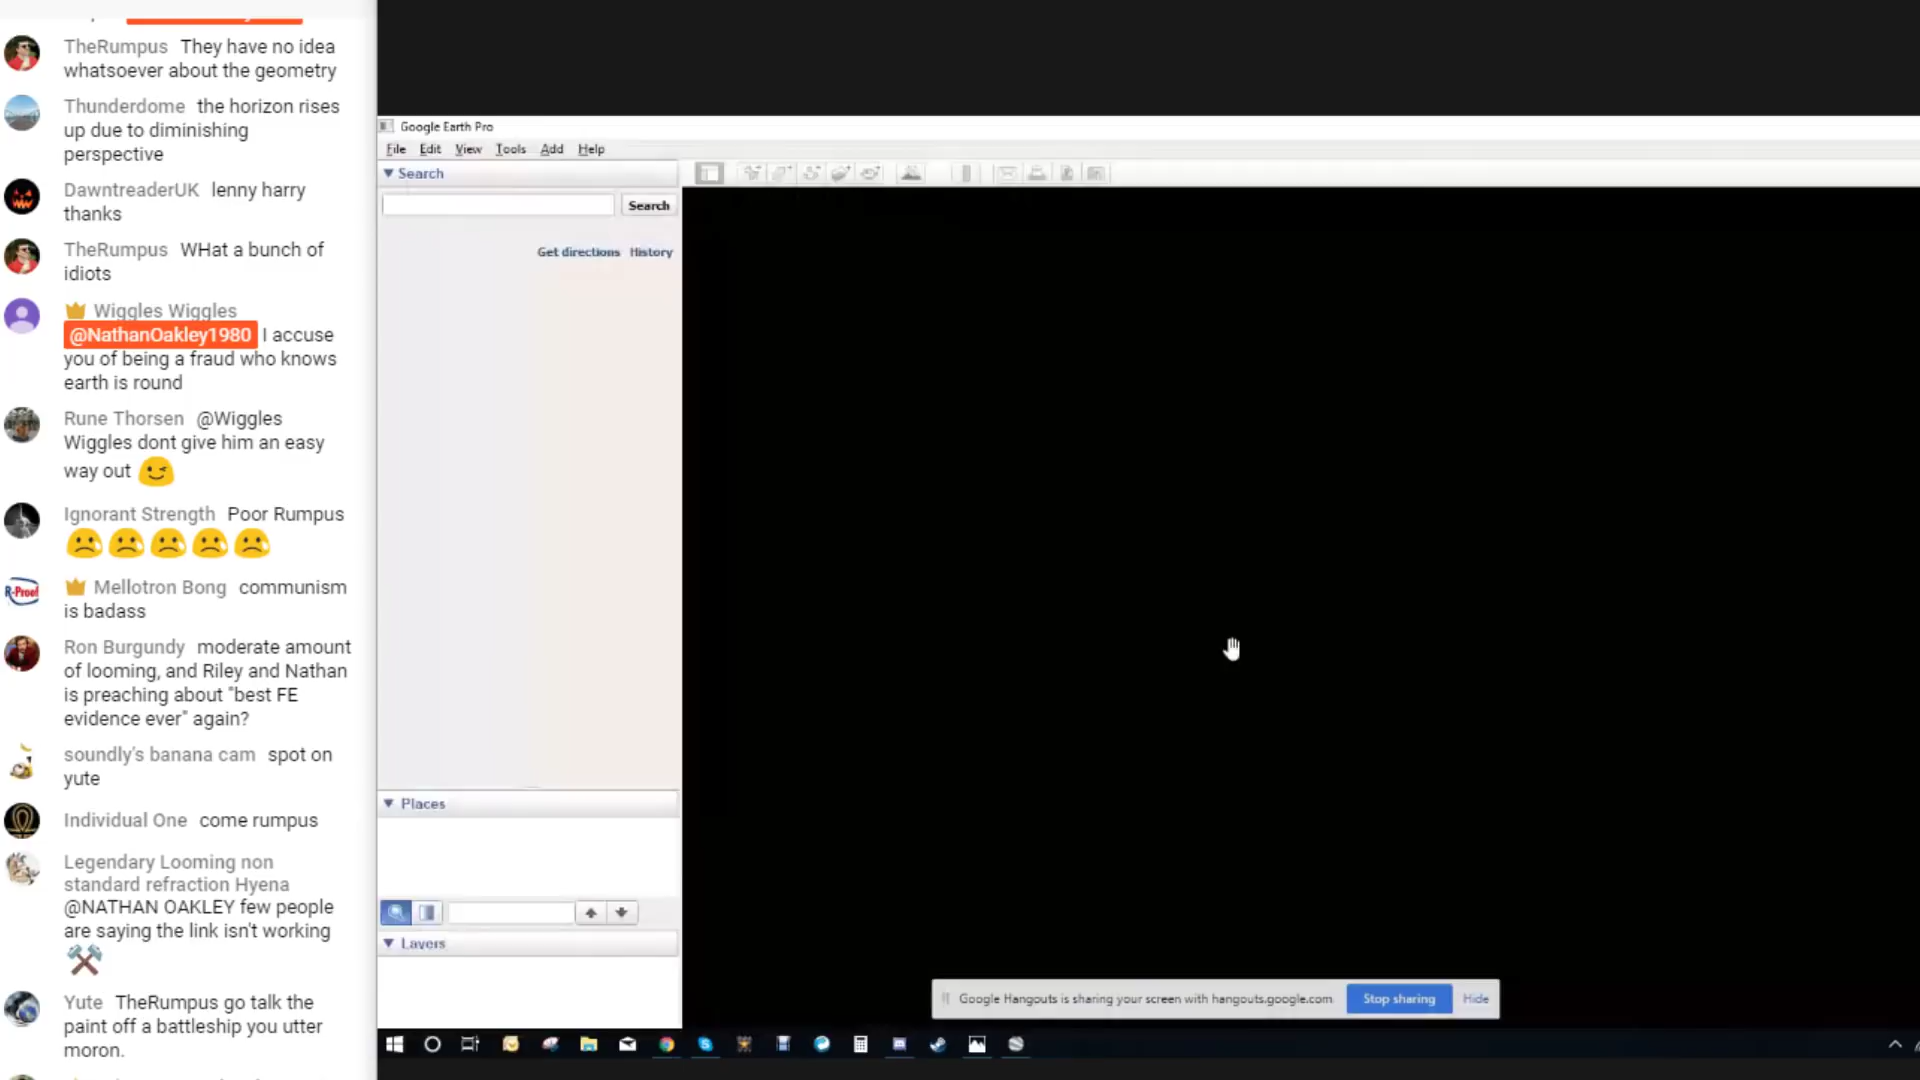 TheRumpus They have no idea
whatsoever about the geometry
Thunderdome the horizon rises
up due to diminishing
perspective
DawntreaderUK lenny harry
thanks
TheRumpus WHat a bunch of
idiots
Wiggles Wiggles
@NathanOakley1980 I accuse
you of being a fraud who knows
earth is round
Rune Thorsen @Wiggles
Wiggles dont give him an easy
way out
Ignorant Strength Poor Rumpus
R-Proof
Mellotron Bong communism
is badass
Ron Burgundy moderate amount
of looming, and Riley and Nathan
is preaching about "best FE
evidence ever" again?
soundly's banana cam spot on
yute
Individual One come rumpus
Legendary Looming non
standard refraction Hyena
@NATHAN OAKLEY few people
are saying the link isn't working
Yute TheRumpus go talk the
paint off a battleship you utter
moron.
Google Earth Pro
File Edit View Tools Add Help
Search
Search
Get directions History
Places
Layers
Google Hangouts is sharing your screen with hangouts.google.com
Stop sharing
Hide